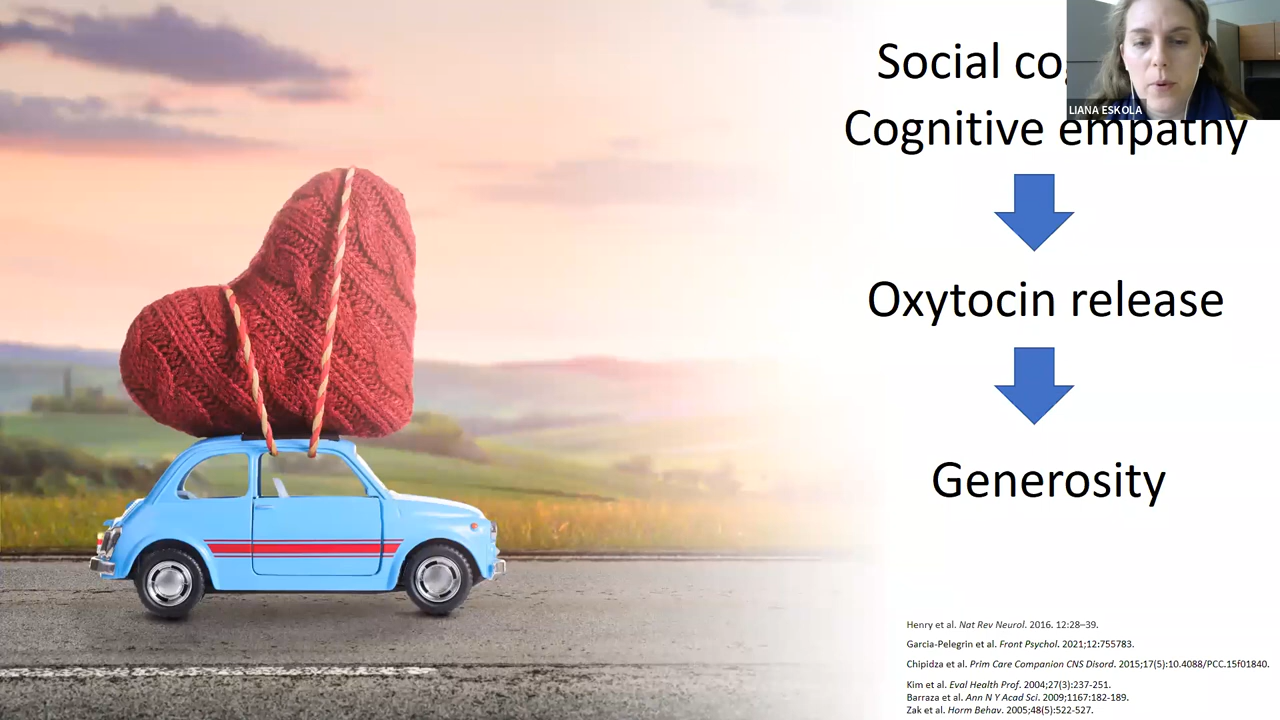 Social co
LIANA ESKOLA
Cognitive empathy
Oxytocin release
Generosity
Henry et al. Nat Rev Neurol. 2016. 12:28–39.
Garcia-Pelegrin et al. Front Psychol. 2021;12:755783.
Chipidza et al. Prim Care Companion CNS Disord. 2015;17(5):10.4088/PCC.15f01840.
Kim et al. Eval Health Prof. 2004;27(3):237-251.
Barraza et al. Ann N Y Acad Sci. 2009;1167:182-189.
Zak et al. Horm Behav. 2005;48(5):522-527.